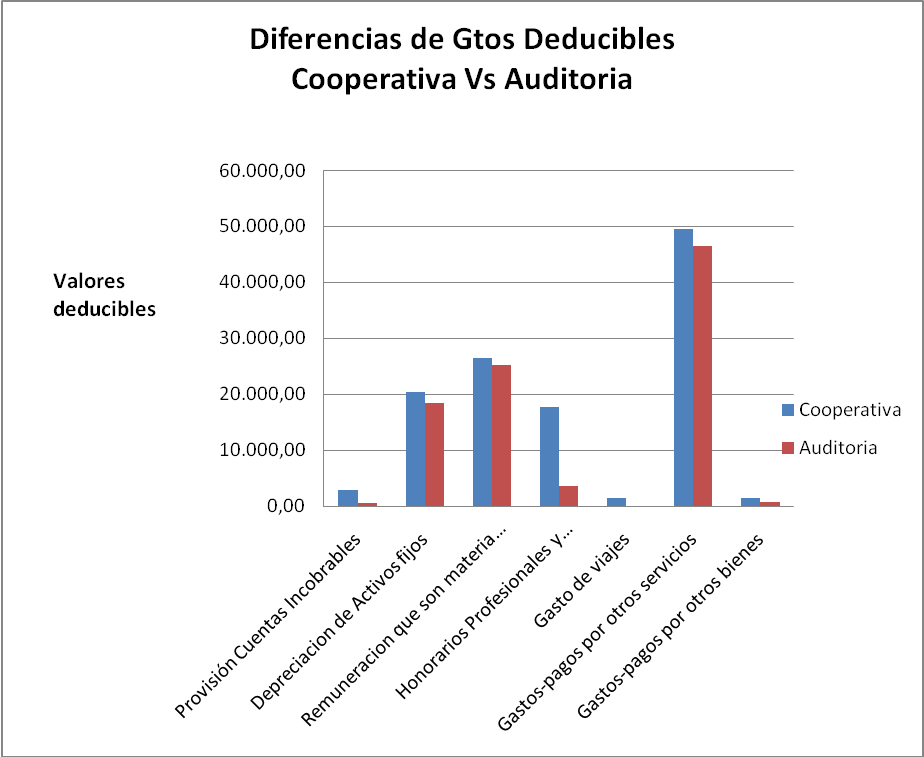 Diferencias de Gtos Deducibles
Cooperativa Vs Auditoria
Valores
deducibles
60.000,00
50.000,00
40.000,00
30.000,00
20.000,00
10.000,00
0,00
Provisión Cuentas Incobrables
Depreciacion de Activos fijos
Remuneracion que son materia...
Honorarios Profesionales y...
Gasto de viajes
Gastos-pagos por otros servicios
Gastos-pagos por otros bienes
Cooperativa
Auditoria